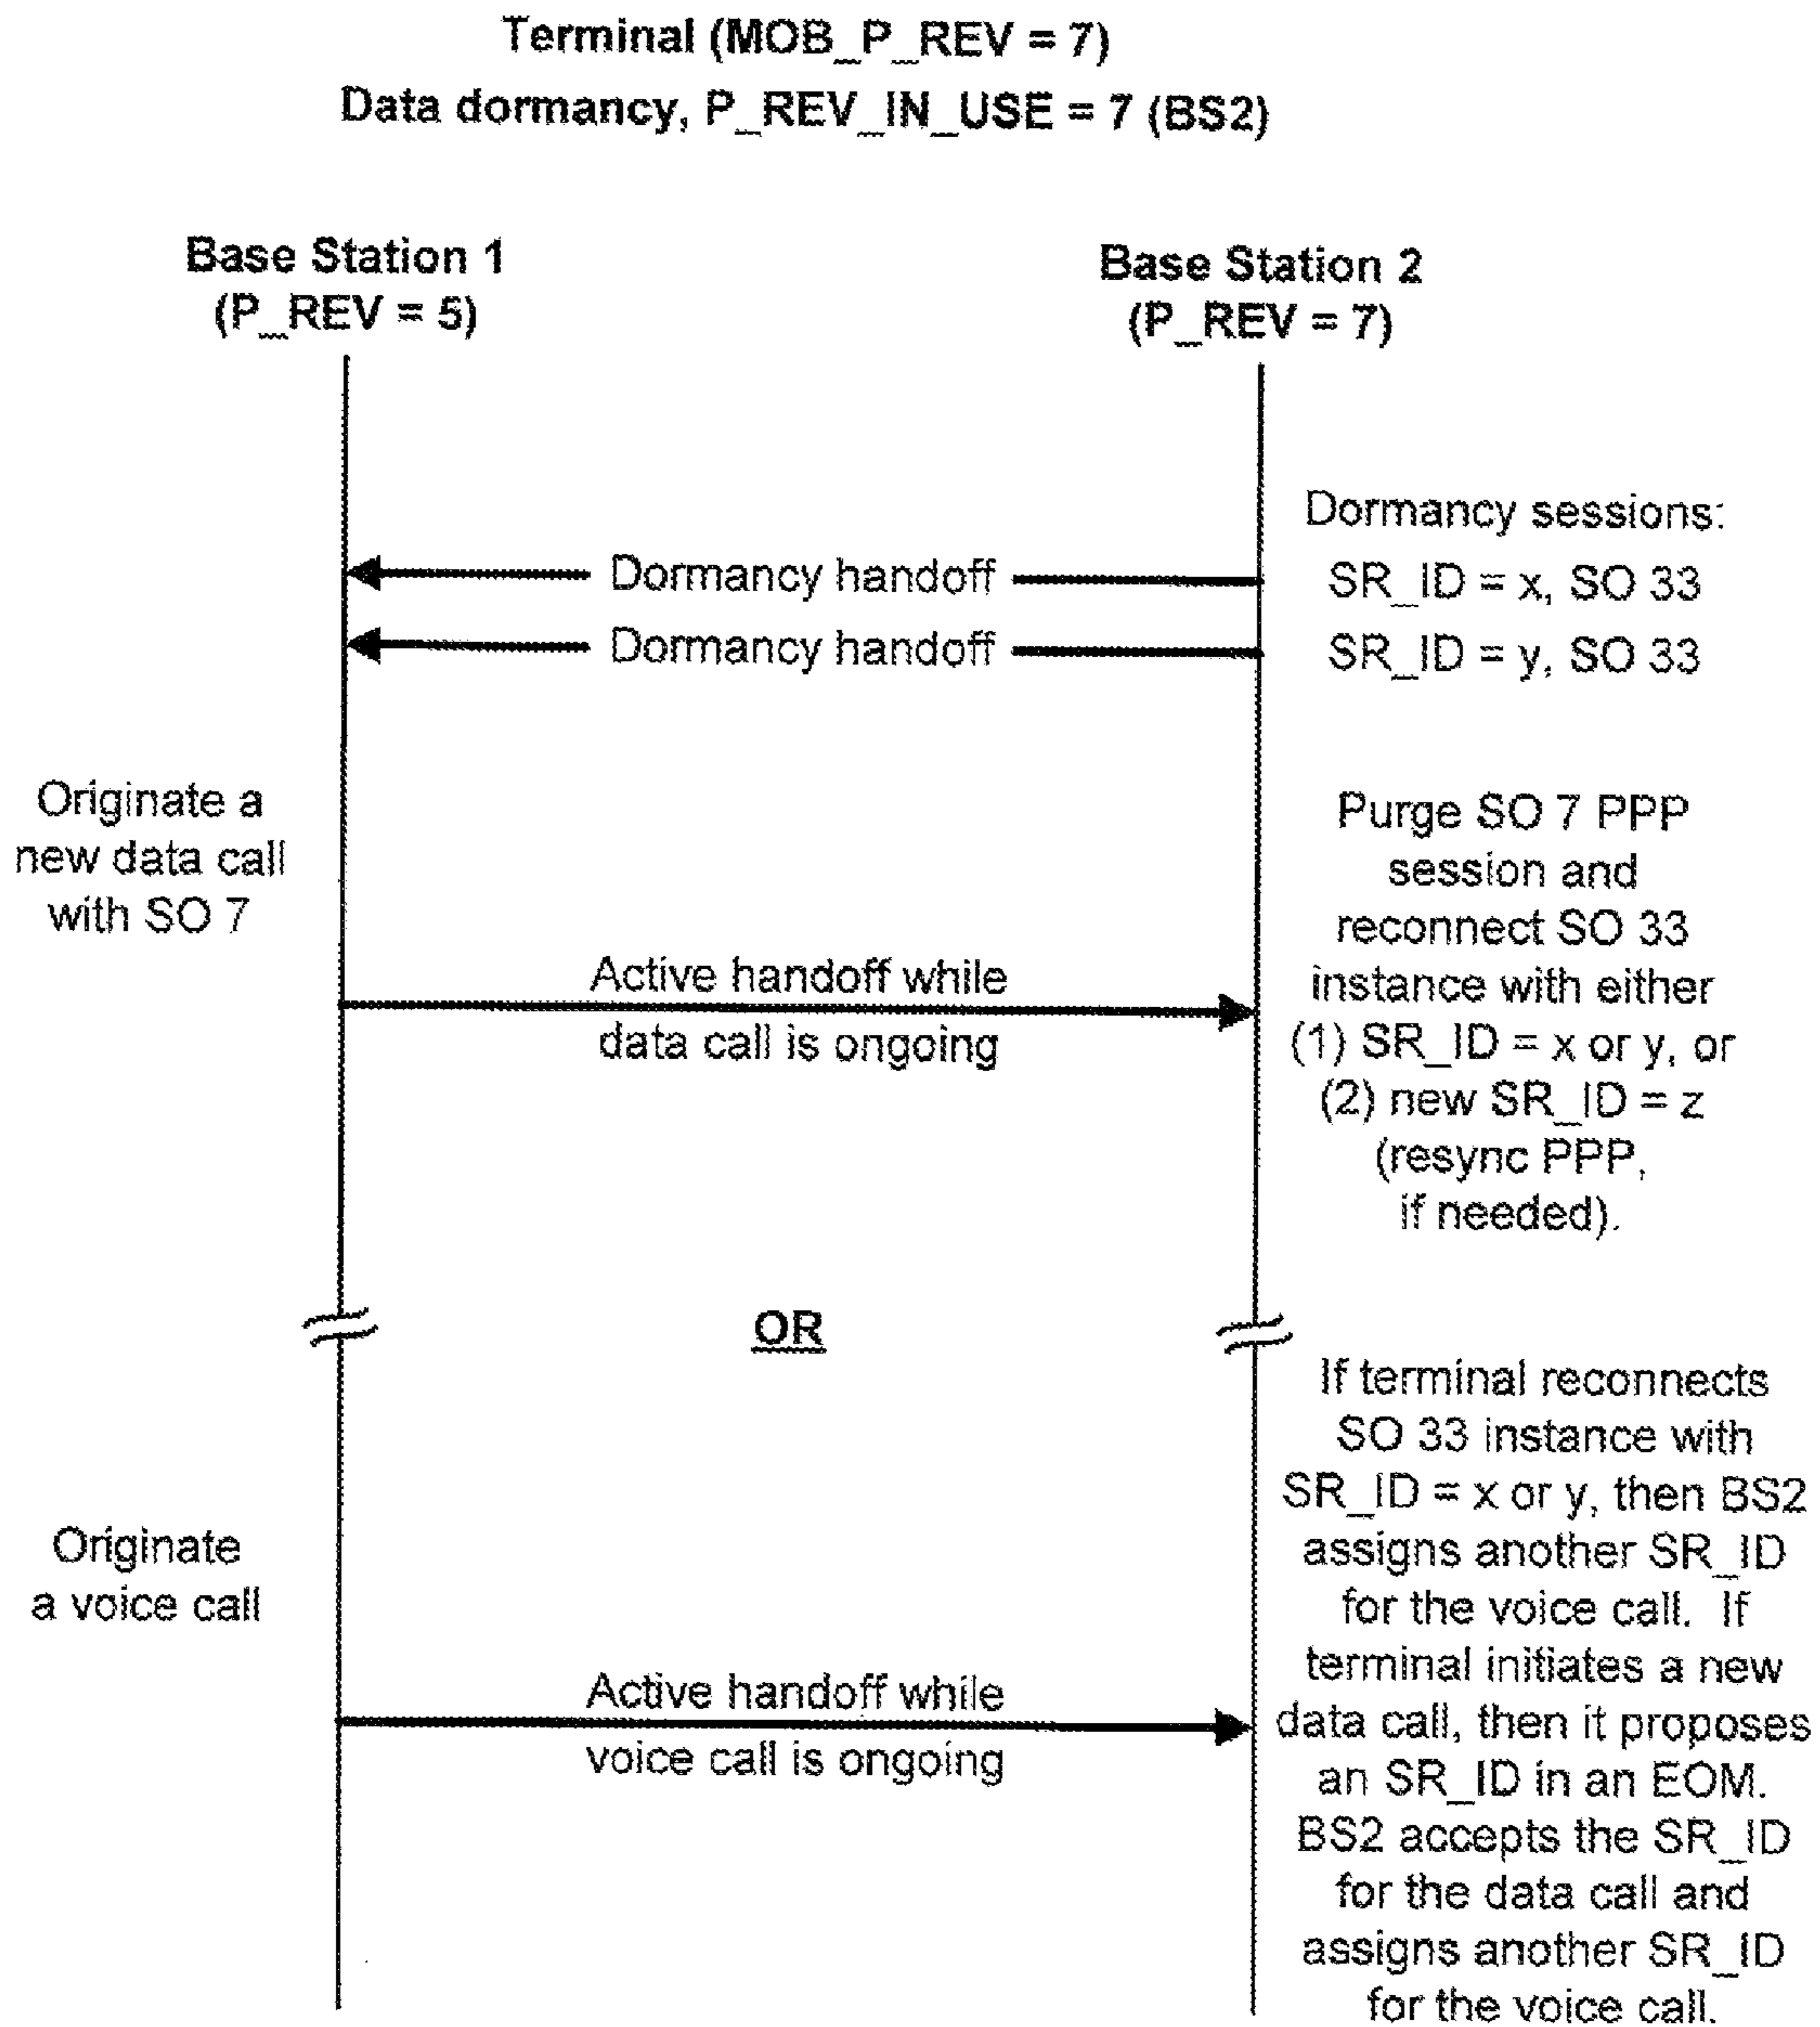 Terminal (MOB_P_REV = 7)
Data dormancy, P_REV_IN_USE = 7 (BS2)
Base Station 1
(P_REV = 5)
Base Station 2
(P_REV = 7)
Dormancy sessions:
Dormancy handoff
SR_ID = x, SO 33
Dormancy handoff
SR_ID = y, SO 33
Originate a
new data call
with SO 7
Purge SO 7 PPP
session and
reconnect SO 33
instance with either
(1) SR_ID = x or y, or
(2) new SR_ID = z
(resync PPP,
if needed).
Active handoff while
data call is ongoing
OR
If terminal reconnects
SO 33 instance with
SR_ID = x or y, then BS2
assigns another SR_ID
for the voice call. If
terminal initiates a new
data call, then it proposes
an SR_ID in an EOM.
BS2 accepts the SR_ID
for the data call and
assigns another SR_ID
for the voice call.
Originate
a voice call
Active handoff while
voice call is ongoing